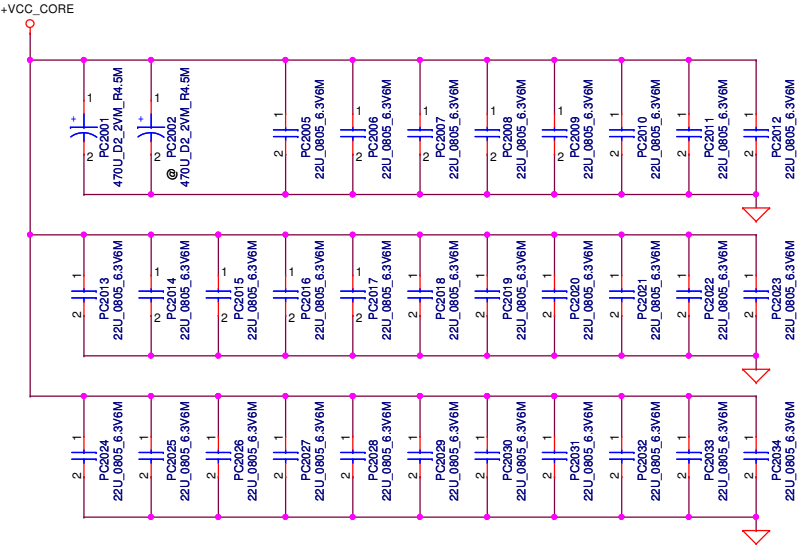 +VCC_CORE
1
+
2
PC2001
470U_D2_2VM_R4.5M
1
+
2
PC2002
@
470U_D2_2VM_R4.5M
1
2
PC2005
22U_0805_6.3V6M
1
2
PC2006
22U_0805_6.3V6M
1
2
PC2007
22U_0805_6.3V6M
1
2
PC2008
22U_0805_6.3V6M
1
2
PC2009
22U_0805_6.3V6M
1
2
PC2010
22U_0805_6.3V6M
1
2
PC2011
22U_0805_6.3V6M
1
2
PC2012
22U_0805_6.3V6M
1
2
PC2013
22U_0805_6.3V6M
1
2
PC2014
22U_0805_6.3V6M
1
2
PC2015
22U_0805_6.3V6M
1
2
PC2016
22U_0805_6.3V6M
1
2
PC2017
22U_0805_6.3V6M
1
2
PC2018
22U_0805_6.3V6M
1
2
PC2019
22U_0805_6.3V6M
1
2
PC2020
22U_0805_6.3V6M
1
2
PC2021
22U_0805_6.3V6M
1
2
PC2022
22U_0805_6.3V6M
1
2
PC2023
22U_0805_6.3V6M
1
2
PC2024
22U_0805_6.3V6M
1
2
PC2025
22U_0805_6.3V6M
1
2
PC2026
22U_0805_6.3V6M
1
2
PC2027
22U_0805_6.3V6M
1
2
PC2028
22U_0805_6.3V6M
1
2
PC2029
22U_0805_6.3V6M
1
2
PC2030
22U_0805_6.3V6M
1
2
PC2031
22U_0805_6.3V6M
1
2
PC2032
22U_0805_6.3V6M
1
2
PC2033
22U_0805_6.3V6M
1
2
PC2034
22U_0805_6.3V6M